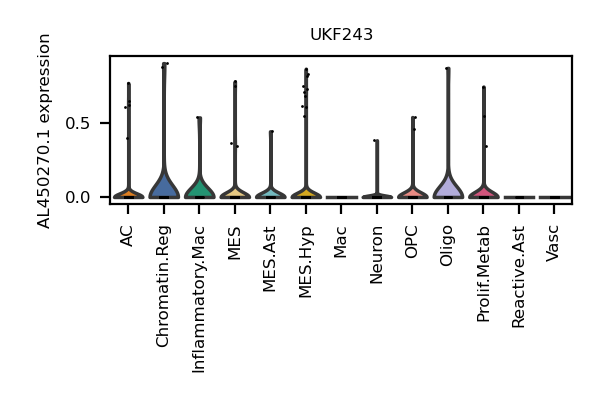 UKF243
AL450270.1 expression
0.5
0.0
AC
Chromatin.Reg
Inflammatory.Mac
MES
MES.Ast
MES.Hyp
Mac
Neuron
OPC
Oligo
Prolif.Metab
Reactive.Ast
Vasc